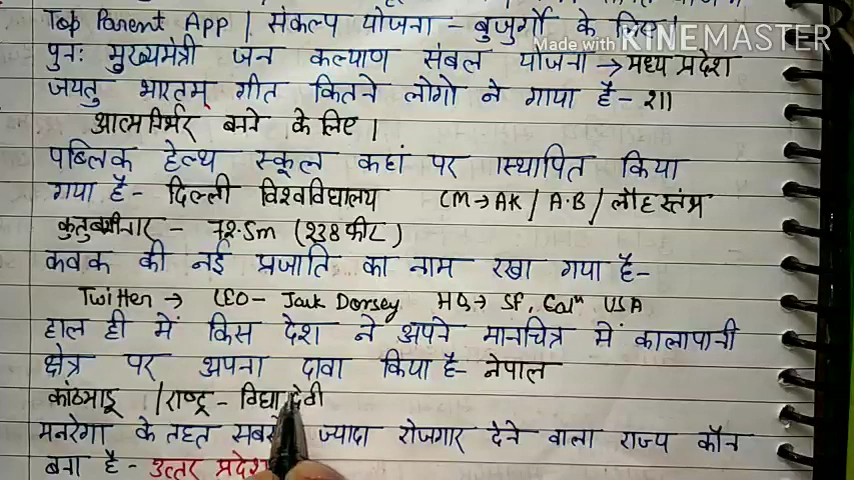 Top Parent App | संकल्प योजना - बुजुर्गो के लिए |
Made with KINEMASTER
पुनः मुख्यमंत्री जन कल्याण संबल योजना → मध्य प्रदेश
जयतु भारतम् गीत कितने लोगो ने गाया है - 211
आत्मनिर्भर बनने के लिए |
पब्लिक हेल्थ स्कूल कहां पर स्थापित किया
गया है - दिल्ली विश्वविद्यालय CM → AK / A.B / लौह स्तंभ
कुतुबमीनार - 72.5m (238 फीट)
कवक की नई प्रजाति का नाम रखा गया है -
Twitter → CEO - Jack Dorsey HQ → SF, Calⁿ USA
हाल ही में किस देश ने अपने मानचित्र में कालापानी
क्षेत्र पर अपना दावा किया है - नेपाल
काठमांडू / राष्ट्र - विद्या देवी
मनरेगा के तहत सबसे ज्यादा रोजगार देने वाला राज्य कौन
बना है - उत्तर प्रदेश